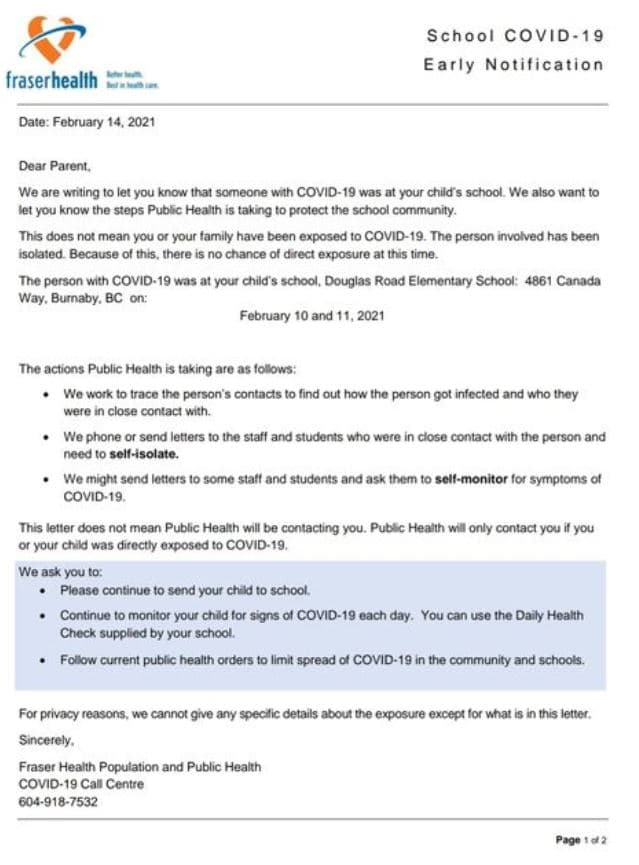 School COVID-19
Early Notification
fraserhealth
Better health.
Best in health care.
Date: February 14, 2021
Dear Parent,
We are writing to let you know that someone with COVID-19 was at your child's school. We also want to
let you know the steps Public Health is taking to protect the school community.
This does not mean you or your family have been exposed to COVID-19. The person involved has been
isolated. Because of this, there is no chance of direct exposure at this time.
The person with COVID-19 was at your child's school, Douglas Road Elementary School: 4861 Canada
Way, Burnaby, BC on:
February 10 and 11, 2021
The actions Public Health is taking are as follows:
• We work to trace the person's contacts to find out how the person got infected and who they
were in close contact with.
• We phone or send letters to the staff and students who were in close contact with the person and
need to self-isolate.
• We might send letters to some staff and students and ask them to self-monitor for symptoms of
COVID-19.
This letter does not mean Public Health will be contacting you. Public Health will only contact you if you
or your child was directly exposed to COVID-19.
We ask you to:
• Please continue to send your child to school.
• Continue to monitor your child for signs of COVID-19 each day. You can use the Daily Health
Check supplied by your school.
• Follow current public health orders to limit spread of COVID-19 in the community and schools.
For privacy reasons, we cannot give any specific details about the exposure except for what is in this letter.
Sincerely,
Fraser Health Population and Public Health
COVID-19 Call Centre
604-918-7532
Page 1 of 2